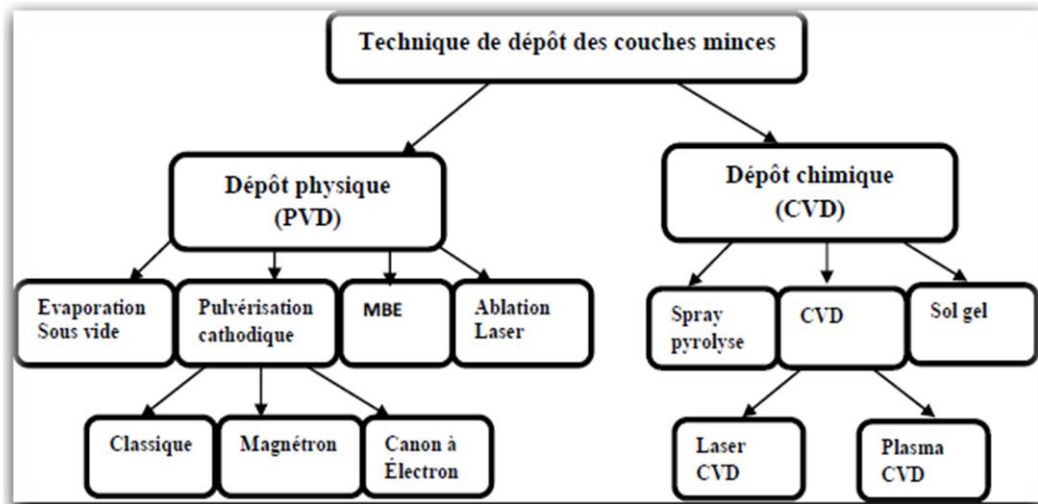 Technique de dépôt des couches minces
Dépôt physique
(PVD)
Dépôt chimique
(CVD)
Evaporation
Sous vide
Pulvérisation
cathodique
MBE
Ablation
Laser
Spray
pyrolyse
CVD
Sol gel
Classique
Magnétron
Canon à
Électron
Laser
CVD
Plasma
CVD